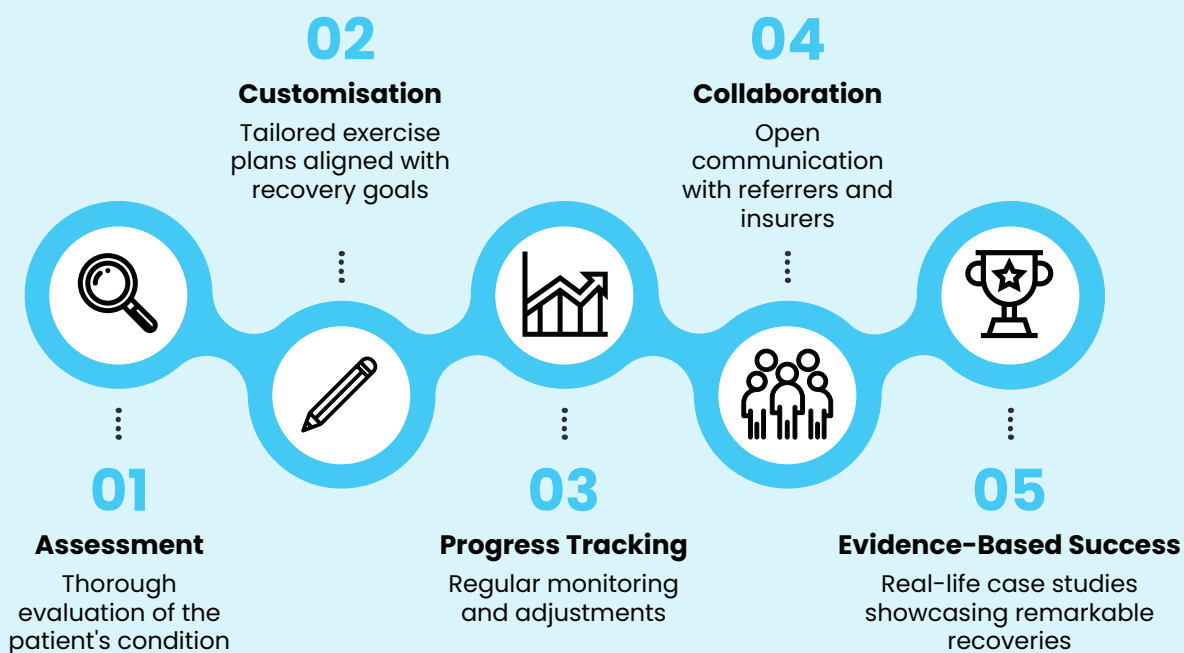 01
Assessment
Thorough
evaluation of the
patient's condition
02
Customisation
Tailored exercise
plans aligned with
recovery goals
03
Progress Tracking
Regular monitoring
and adjustments
04
Collaboration
Open
communication
with referrers and
insurers
05
Evidence-Based Success
Real-life case studies
showcasing remarkable
recoveries